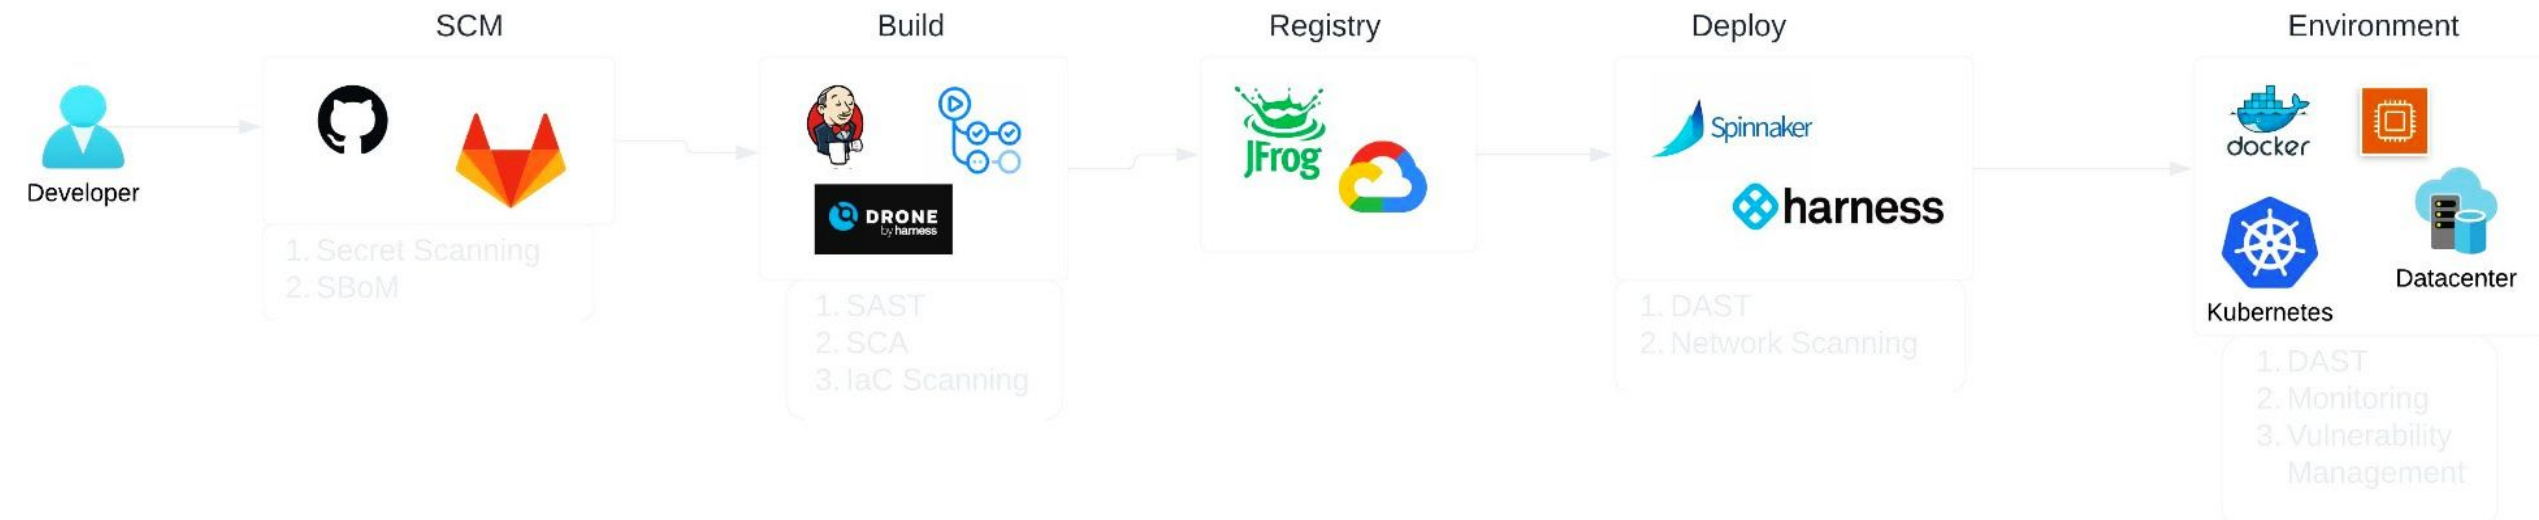 SCM
Build
Registry
Deploy
Environment
Developer
1. Secret Scanning
2. SBoM
DRONE
by harness
1. SAST
2. SCA
3. IaC Scanning
JFrog
Spinnaker
harness
1. DAST
2. Network Scanning
docker
Datacenter
Kubernetes
1. DAST
2. Monitoring
3. Vulnerability
Management